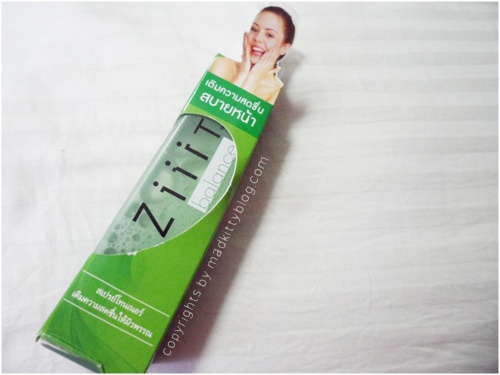 เติมความสดชื่น
สบายหน้า
ZiiiT
balance
สเปรย์โทนเนอร์
เติมความสดชื่นให้ผิวพรรณ
copyrights by madkittyblog.com